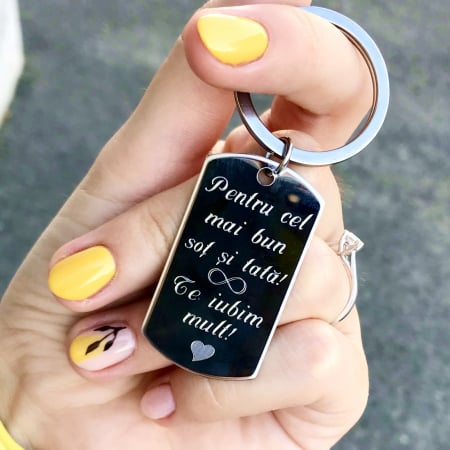 Pentru cel
mai bun
soț și tată!
Te iubim
mult!